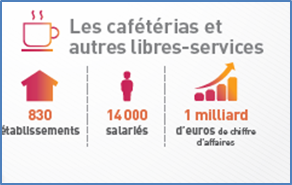 Les cafétérias et
autres libres-services
830
établissements
14 000
salariés
1 milliard
d'euros de chiffre
d'affaires